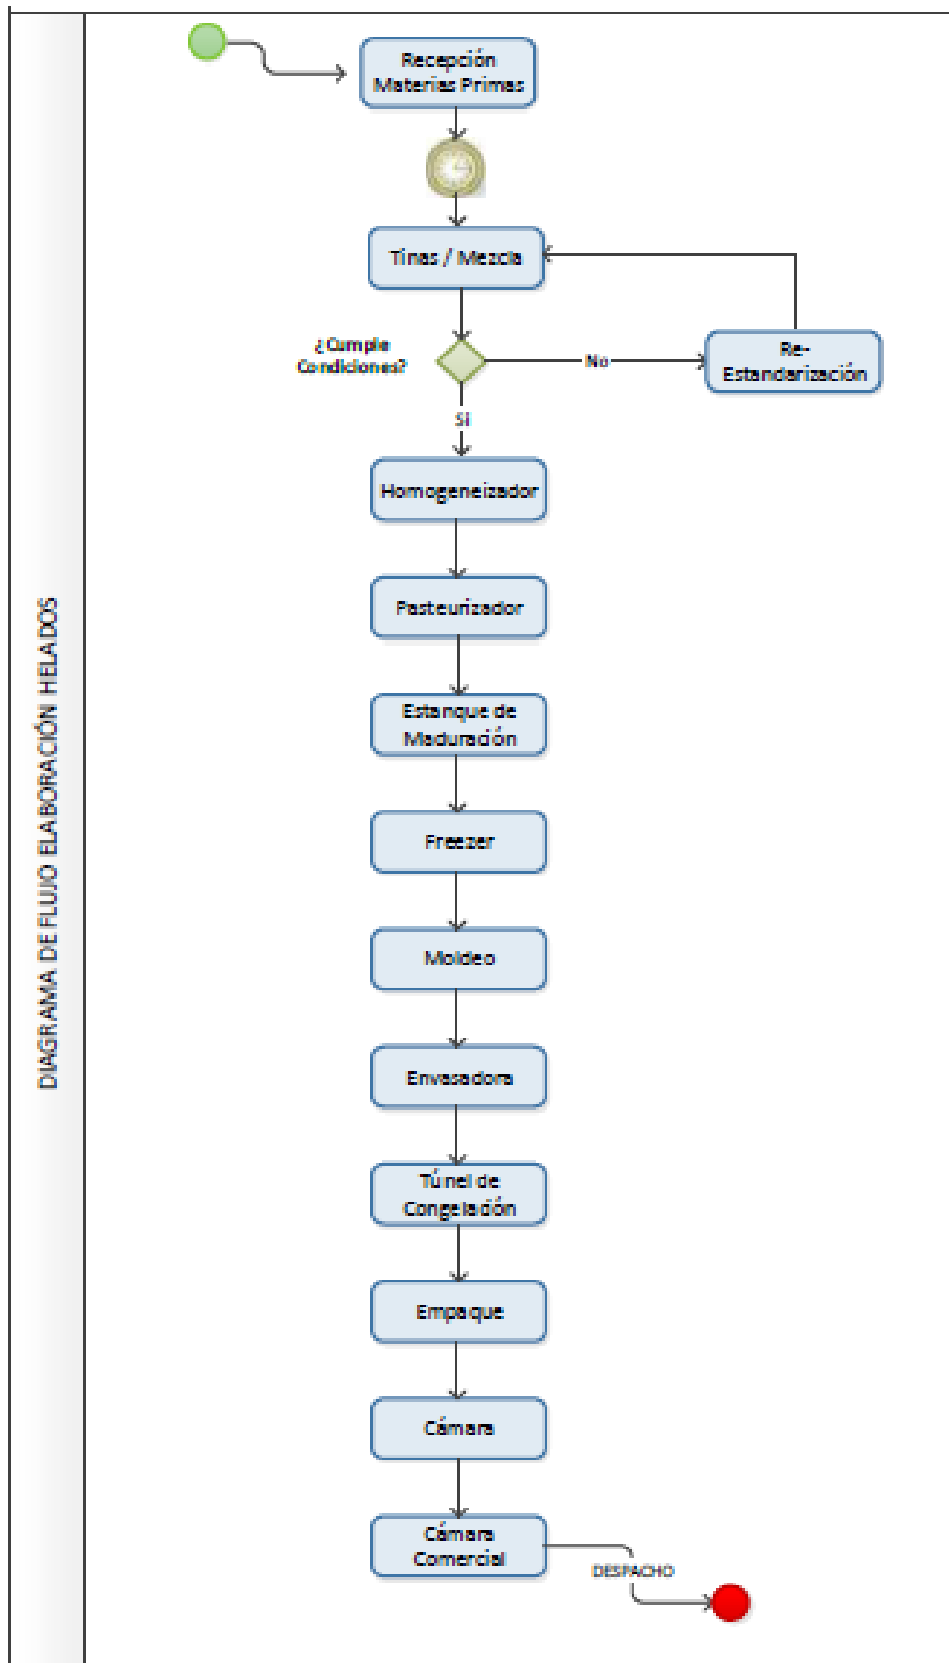 DIAGRAMA DE FLUJO ELABORACIÓN HELADOS
Recepción
Materias Primas
Tinas / Mezcla
¿Cumple
Condiciones?
No
Re-
Estandarización
Si
Homogeneizador
Pasteurizador
Estanque de
Maduración
Freezer
Moldeo
Envasadora
Túnel de
Congelación
Empaque
Cámara
Cámara
Comercial
DESPACHO